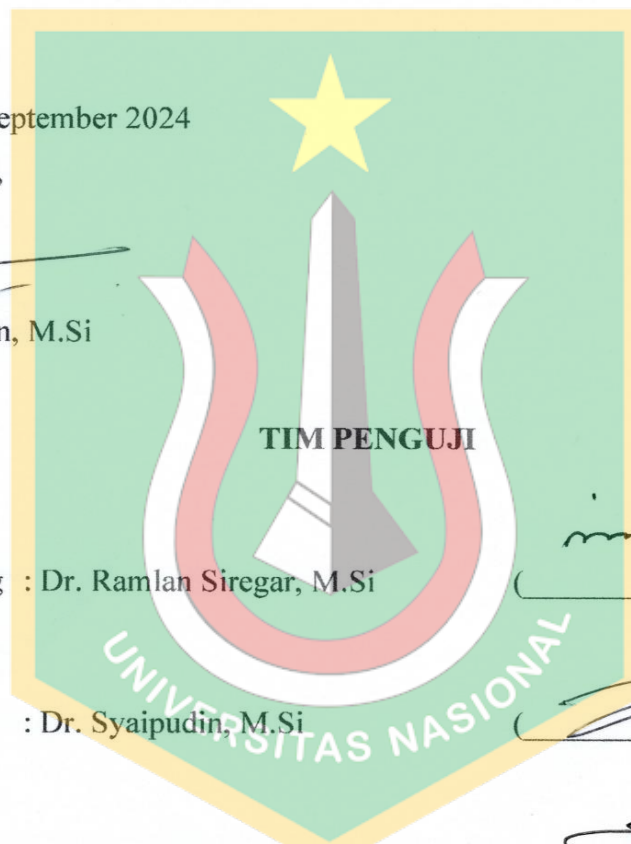 eptember 2024
n, M.Si
TIM PENGUJI
g : Dr. Ramlan Siregar, M.Si (
: Dr. Syaipudin, M.Si (
UNIVERSITAS NASIONAL